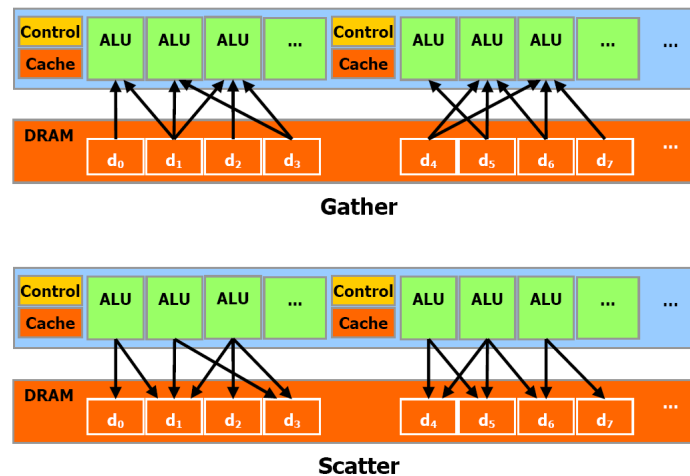 Control ALU ALU ALU ... Control ALU ALU ALU ... ...
Cache Cache
DRAM ...
d₀ d₁ d₂ d₃ d₄ d₅ d₆ d₇
Gather
Control ALU ALU ALU ... Control ALU ALU ALU ... ...
Cache Cache
DRAM ...
d₀ d₁ d₂ d₃ d₄ d₅ d₆ d₇
Scatter